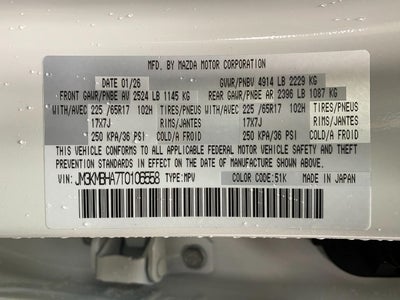 MFD. BY MAZDA MOTOR CORPORATION
DATE 01/26 GVWR/PNBV 4914 LB 2229 KG
FRONT GAWR/PNBE AV 2524 LB 1145 KG REAR GAWR/PNBE AR 2396 LB 1087 KG
WITH/AVEC 225 /65R17 102H TIRES/PNEUS WITH/AVEC 225 /65R17 102H TIRES/PNEUS
17X7J RIMS/JANTES 17X7J RIMS/JANTES
250 KPA/36 PSI COLD/A FROID 250 KPA/36 PSI COLD/A FROID
THIS VEHICLE CONFORMS TO ALL APPLICABLE FEDERAL MOTOR VEHICLE SAFETY AND THEFT
PREVENTION STANDARDS IN EFFECT ON THE DATE OF MANUFACTURE SHOWN ABOVE.
VIN: JM3KMBHA7T0106558 TYPE:MPV COLOR CODE:51K MADE IN JAPAN